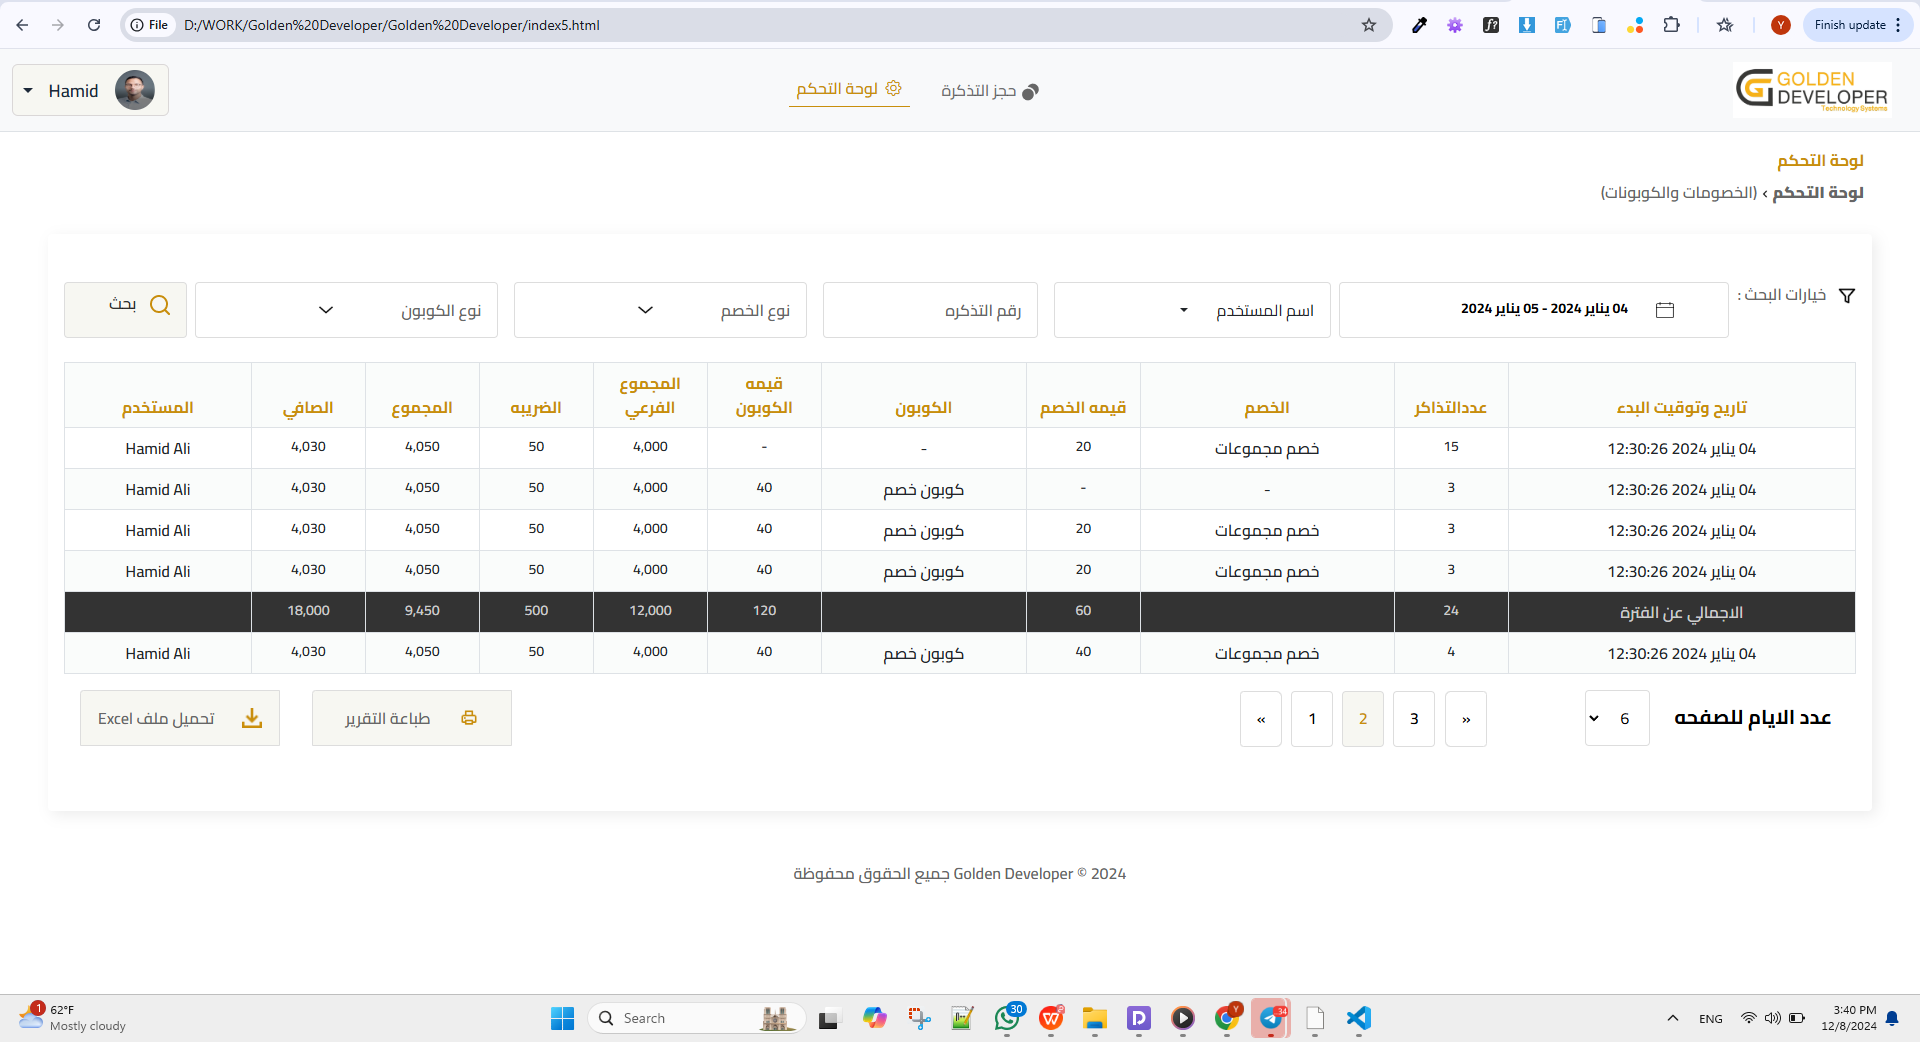 File D:/WORK/Golden%20Developer/Golden%20Developer/index5.html
Finish update
Y
GOLDEN
DEVELOPER
Technology Systems
حجز التذكرة
لوحة التحكم
Hamid
لوحة التحكم
لوحة التحكم › (الخصومات والكوبونات)
خيارات البحث :
04 يناير 2024 - 05 يناير 2024
اسم المستخدم
رقم التذكره
نوع الخصم
نوع الكوبون
بحث
تاريخ وتوقيت البدء عددالتذاكر الخصم قيمه الخصم الكوبون قيمه الكوبون المجموع الفرعي الضريبه المجموع الصافي المستخدم
04 يناير 2024 12:30:26 15 خصم مجموعات 20 - - 4,000 50 4,050 4,030 Hamid Ali
04 يناير 2024 12:30:26 3 - - كوبون خصم 40 4,000 50 4,050 4,030 Hamid Ali
04 يناير 2024 12:30:26 3 خصم مجموعات 20 كوبون خصم 40 4,000 50 4,050 4,030 Hamid Ali
04 يناير 2024 12:30:26 3 خصم مجموعات 20 كوبون خصم 40 4,000 50 4,050 4,030 Hamid Ali
الاجمالي عن الفترة 24 60 120 12,000 500 9,450 18,000
04 يناير 2024 12:30:26 4 خصم مجموعات 40 كوبون خصم 40 4,000 50 4,050 4,030 Hamid Ali
عدد الايام للصفحه 6
« 1 2 3 »
طباعة التقرير
تحميل ملف Excel
جميع الحقوق محفوظة Golden Developer © 2024
1
62°F
Mostly cloudy
Search
30
34
ENG
3:40 PM
12/8/2024